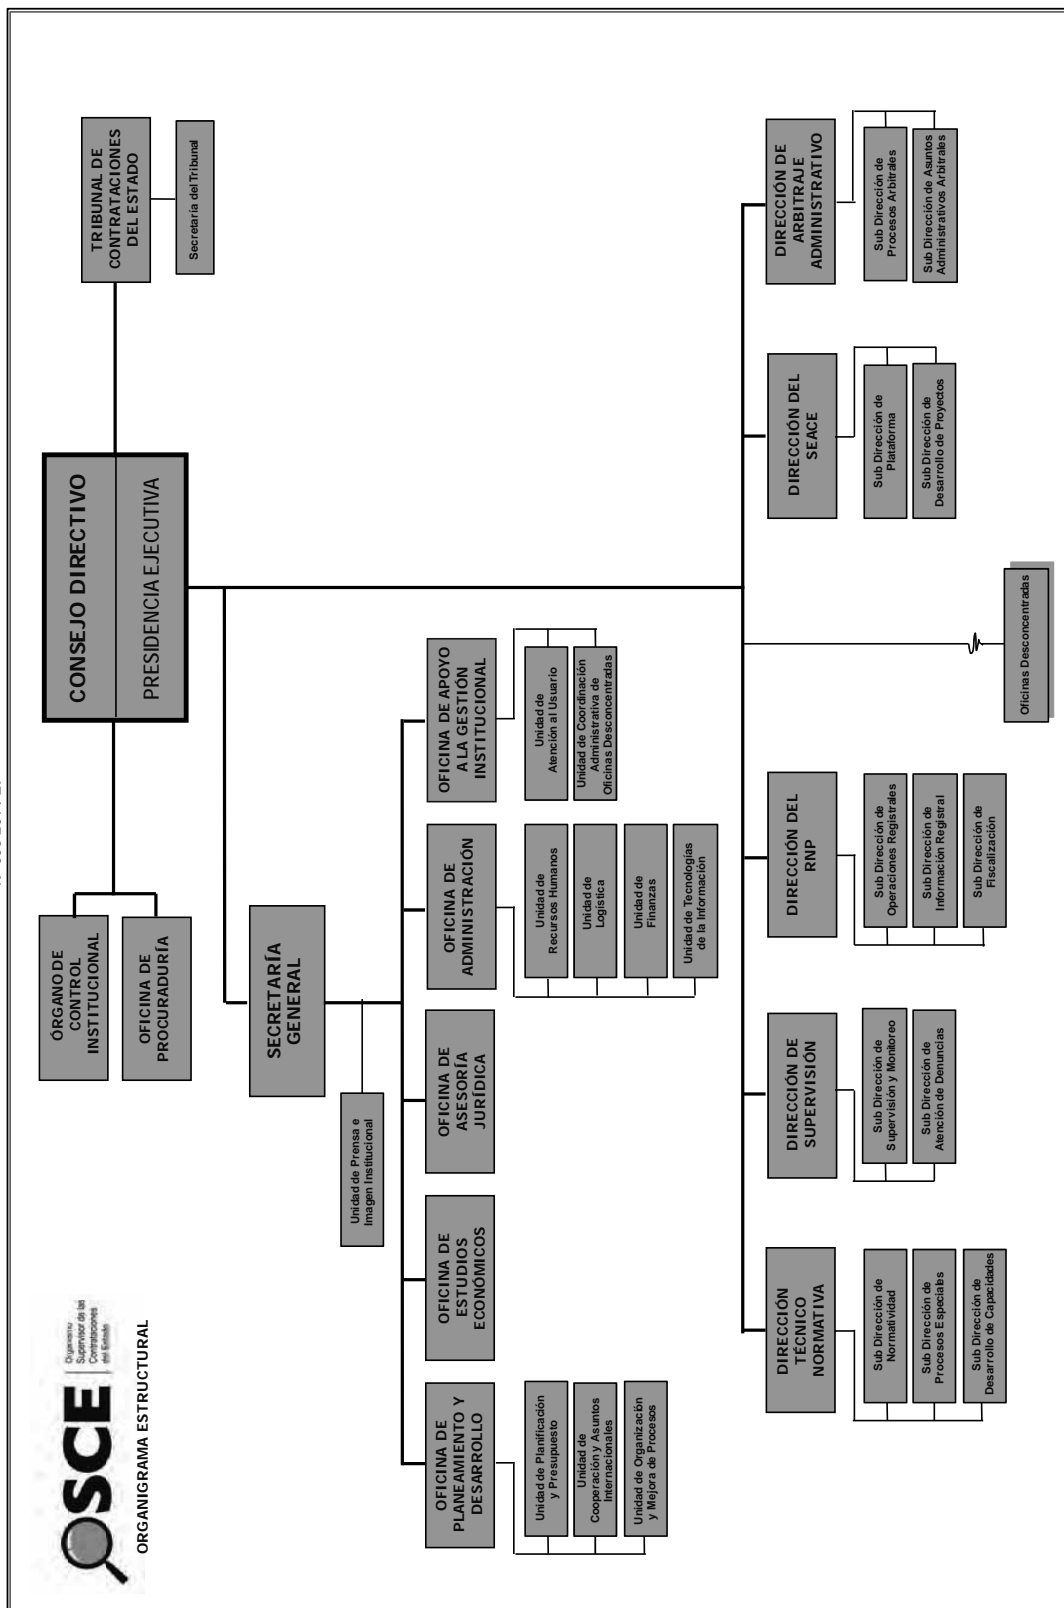 OSCE
Organismo
Supervisor de las
Contrataciones
del Estado
ORGANIGRAMA ESTRUCTURAL
CONSEJO DIRECTIVO
PRESIDENCIA EJECUTIVA
TRIBUNAL DE
CONTRATACIONES
DEL ESTADO
Secretaría del Tribunal
ÓRGANO DE
CONTROL
INSTITUCIONAL
OFICINA DE
PROCURADURÍA
SECRETARÍA
GENERAL
Unidad de Prensa e
Imagen Institucional
OFICINA DE
PLANEAMIENTO Y
DESARROLLO
Unidad de Planificación
y Presupuesto
Unidad de
Cooperación y Asuntos
Internacionales
Unidad de Organización
y Mejora de Procesos
OFICINA DE
ESTUDIOS
ECONÓMICOS
OFICINA DE
ASESORÍA
JURÍDICA
OFICINA DE
ADMINISTRACIÓN
Unidad de
Recursos Humanos
Unidad de
Logística
Unidad de
Finanzas
Unidad de Tecnologías
de la Información
OFICINA DE APOYO
A LA GESTIÓN
INSTITUCIONAL
Unidad de
Atención al Usuario
Unidad de Coordinación
Administrativa de
Oficinas Desconcentradas
DIRECCIÓN
TÉCNICO
NORMATIVA
Sub Dirección de
Normatividad
Sub Dirección de
Procesos Especiales
Sub Dirección de
Desarrollo de Capacidades
DIRECCIÓN DE
SUPERVISIÓN
Sub Dirección de
Supervisión y Monitoreo
Sub Dirección de
Atención de Denuncias
DIRECCIÓN DEL
RNP
Sub Dirección de
Operaciones Registrales
Sub Dirección de
Información Registral
Sub Dirección de
Fiscalización
Oficinas Desconcentradas
DIRECCIÓN DEL
SEACE
Sub Dirección de
Plataforma
Sub Dirección de
Desarrollo de Proyectos
DIRECCIÓN DE
ARBITRAJE
ADMINISTRATIVO
Sub Dirección de
Procesos Arbitrales
Sub Dirección de Asuntos
Administrativos Arbitrales